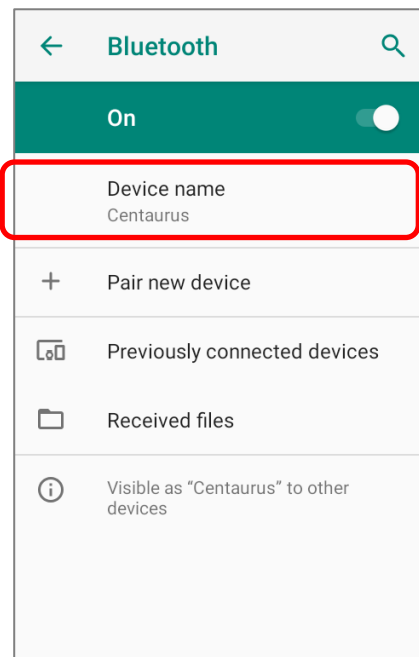 Bluetooth
On
Device name
Centaurus
Pair new device
Previously connected devices
Received files
Visible as “Centaurus” to other
devices